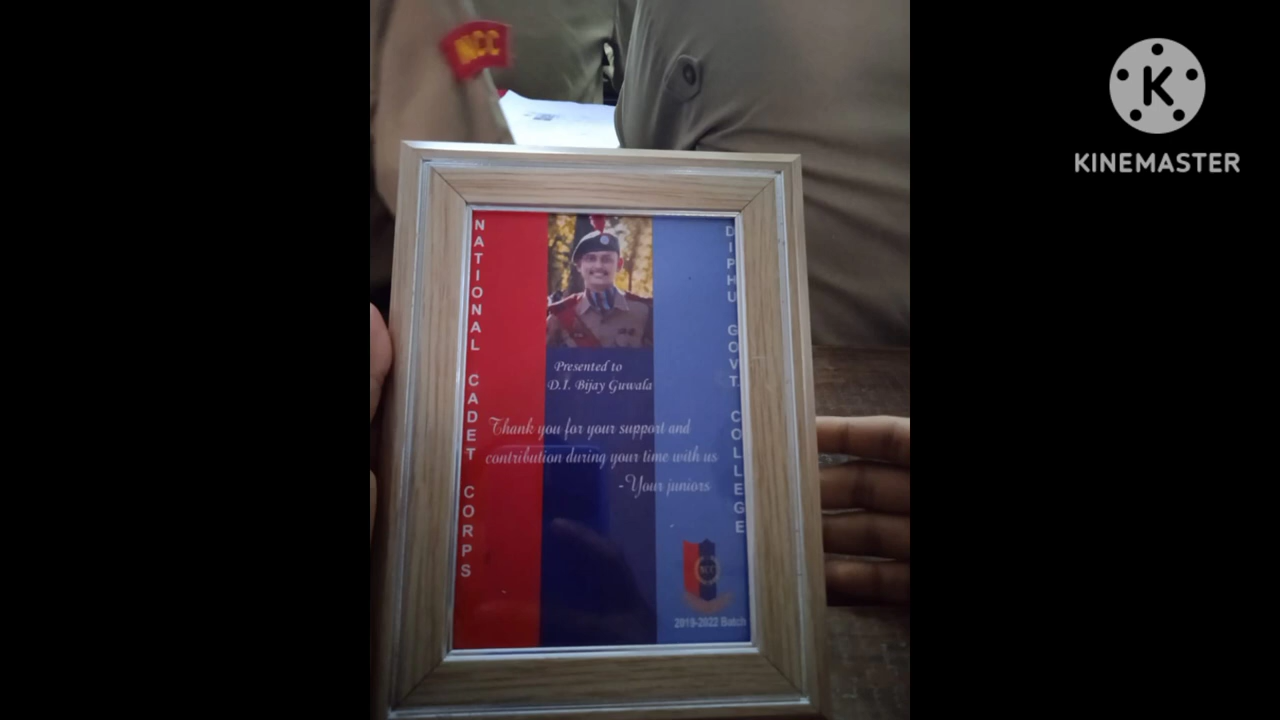 NCC
KINEMASTER
NATIONAL CADET CORPS
DIPHU GOVT. COLLEGE
Presented to
D.I. Bijay Guwala
Thank you for your support and
contribution during your time with us
-Your juniors
NCC
2019-2022 Batch